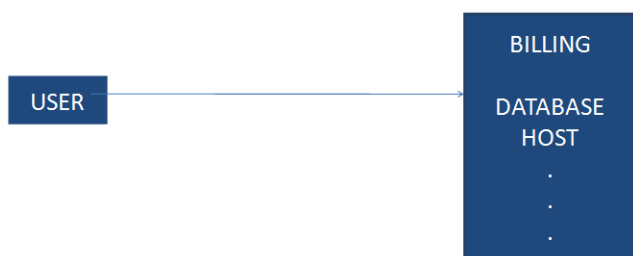 USER
BILLING
DATABASE
HOST
.
.
.